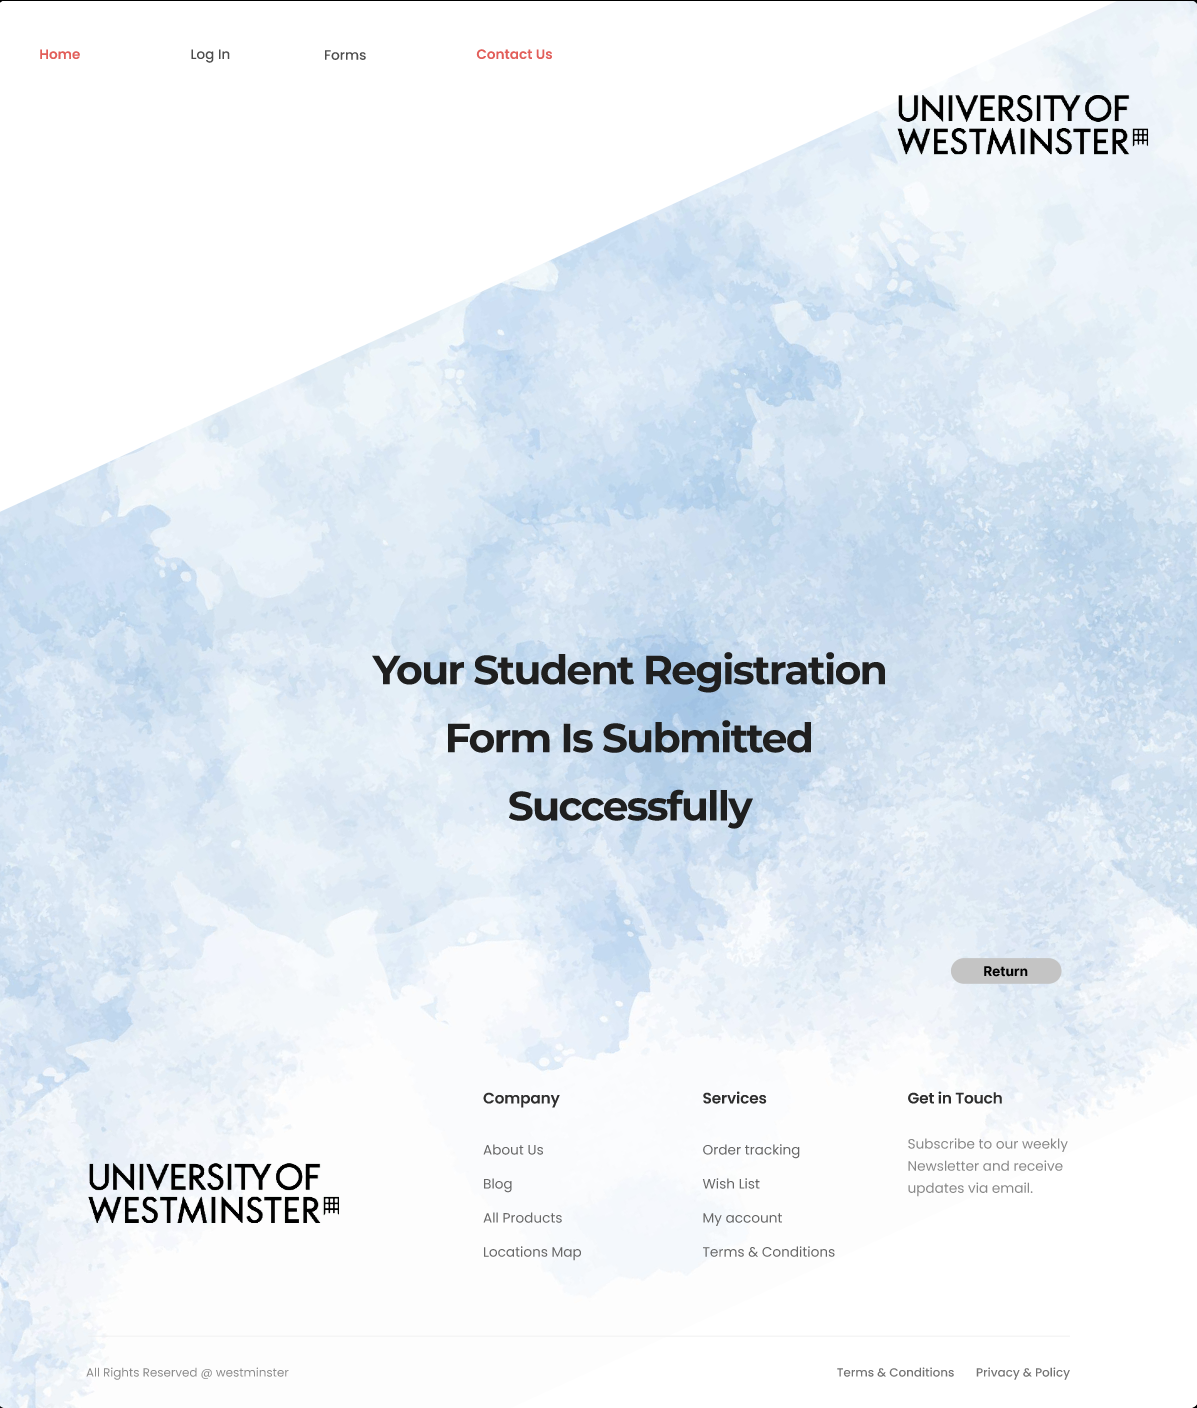 Home
Log In
Forms
Contact Us
UNIVERSITY OF
WESTMINSTER
Your Student Registration
Form Is Submitted
Successfully
Return
Company
About Us
Blog
All Products
Locations Map
Services
Order tracking
Wish List
My account
Terms & Conditions
Get in Touch
Subscribe to our weekly
Newsletter and receive
updates via email.
UNIVERSITY OF
WESTMINSTER
All Rights Reserved @ westminster
Terms & Conditions
Privacy & Policy